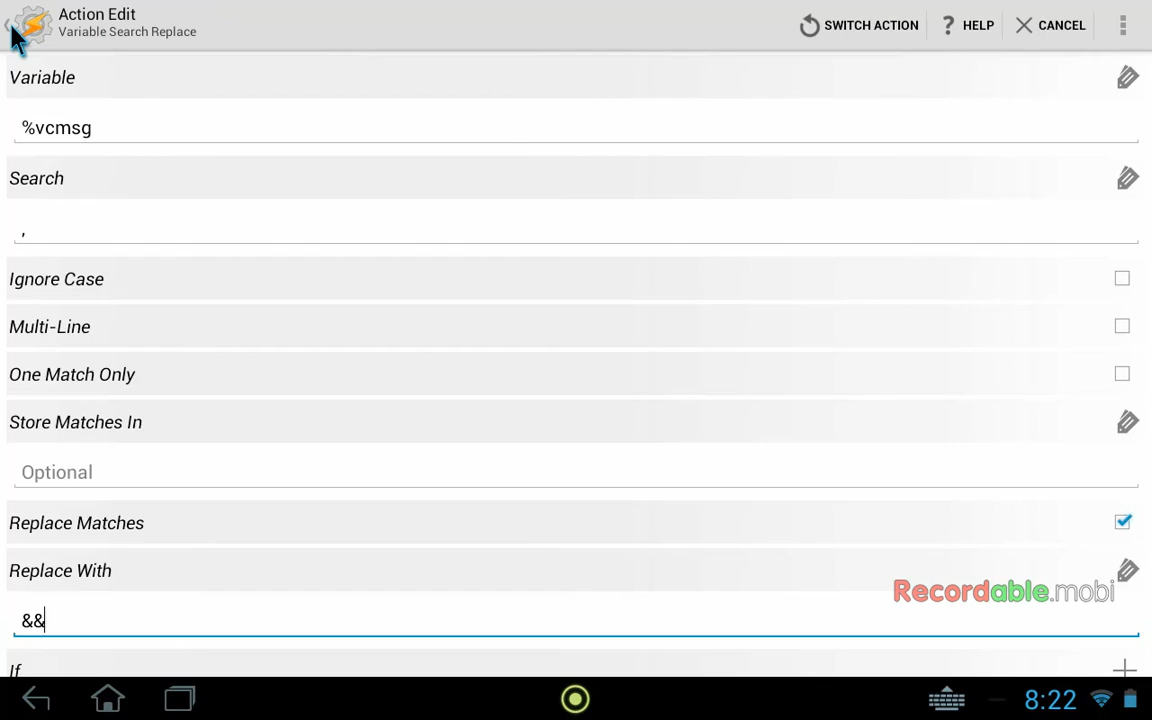 Action Edit
Variable Search Replace
SWITCH ACTION
? HELP
CANCEL
Variable
%vcmsg
Search
,
Ignore Case
Multi-Line
One Match Only
Store Matches In
Optional
Replace Matches
Replace With
Recordable.mobi
&&
If
8:22